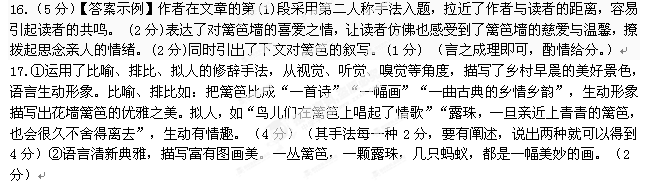 16.（5分）【答案示例】作者在文章的第(1)段采用第二人称手法入题，拉近了作者与读者的距离，容易
引起读者的共鸣。（2分)表达了对篱笆墙的喜爱之情，让读者仿佛也感受到了篱笆墙的慈爱与温馨，撩
拨起思念亲人的情绪。(2分)同时引出了下文对篱笆的叙写。(1分）（言之成理即可，酌情给分。）
17.①运用了比喻、排比、拟人的修辞手法，从视觉、听觉、嗅觉等角度，描写了乡村早晨的美好景色，
语言生动形象。比喻、排比如：把篱笆比成“一首诗”“一幅画”“一曲古典的乡情乡韵”，生动形象
描写出花墙篱笆的优雅之美。拟人，如“鸟儿们在篱笆上唱起了情歌”“露珠，一旦亲近上青青的篱笆，
也会很久不舍得离去”，生动有情趣。（4分）（其手法每一种2分，要有阐述，说出两种就可以得到
4分）②语言清新典雅，描写富有图画美。一丛篱笆，一颗露珠，几只蚂蚁，都是一幅美妙的画。（2
分）